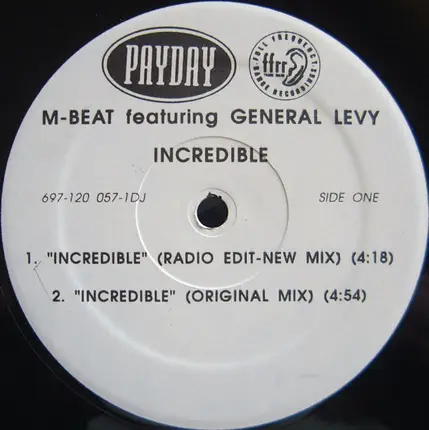 PAYDAY
FULL FREQUENCY
ffrr
RANGE RECORDINGS
M-BEAT featuring GENERAL LEVY
INCREDIBLE
697-120 057-1DJ SIDE ONE
1. "INCREDIBLE" (RADIO EDIT-NEW MIX) (4:18)
2. "INCREDIBLE" (ORIGINAL MIX) (4:54)